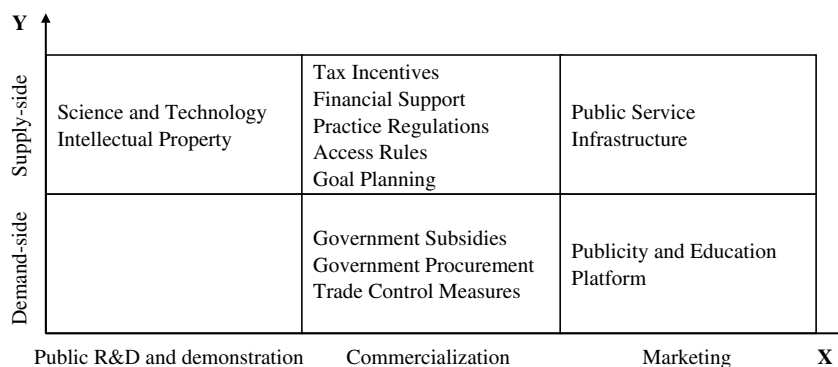 Y
Supply-side
Science and Technology
Intellectual Property
Tax Incentives
Financial Support
Practice Regulations
Access Rules
Goal Planning
Public Service
Infrastructure
Demand-side
Government Subsidies
Government Procurement
Trade Control Measures
Publicity and Education
Platform
Public R&D and demonstration
Commercialization
Marketing
X